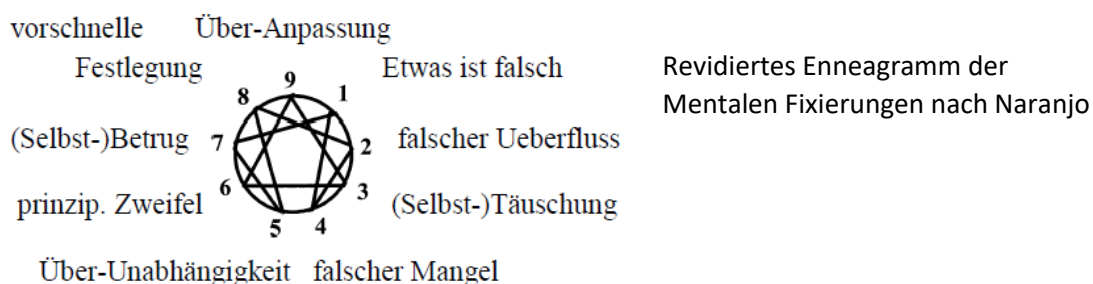 vorschnelle Über-Anpassung
Festlegung Etwas ist falsch
Revidiertes Enneagramm der
Mentalen Fixierungen nach Naranjo
9
8 1
(Selbst-)Betrug 7 2 falscher Ueberfluss
prinzip. Zweifel 6 3 (Selbst-)Täuschung
5 4
Über-Unabhängigkeit falscher Mangel